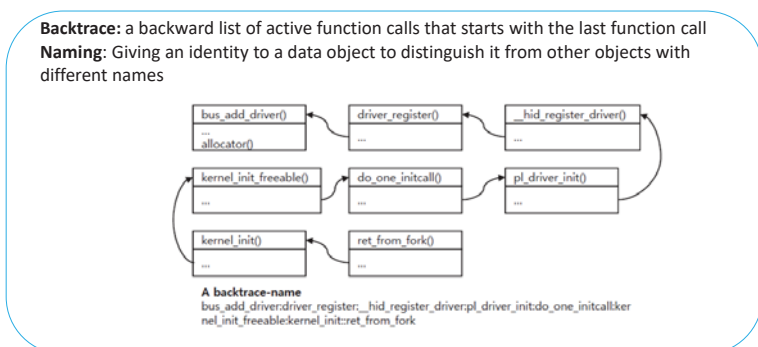 Backtrace: a backward list of active function calls that starts with the last function call
Naming: Giving an identity to a data object to distinguish it from other objects with
different names
bus_add_driver()
...
allocator()
driver_register()
...
__hid_register_driver()
...
kernel_init_freeable()
...
do_one_initcall()
...
pl_driver_init()
...
kernel_init()
...
ret_from_fork()
...
A backtrace-name
bus_add_driver:driver_register:__hid_register_driver:pl_driver_init:do_one_initcall:ker
nel_init_freeable:kernel_init::ret_from_fork